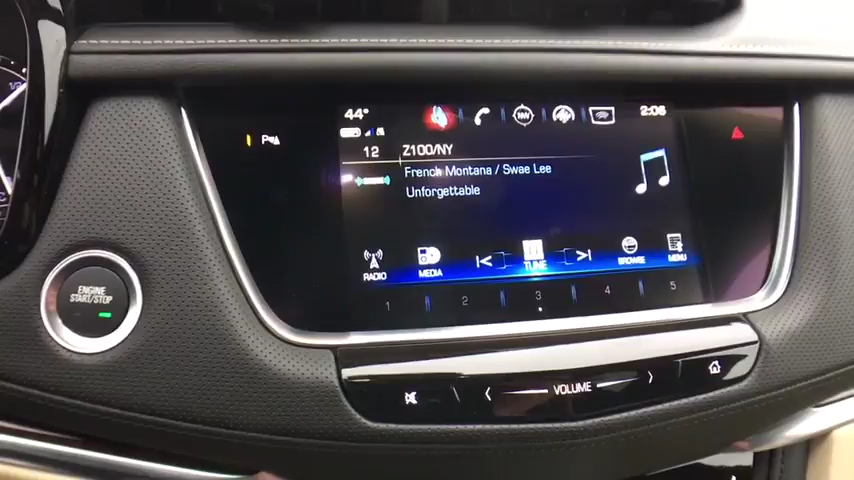 44°
2:06
P
NW
12
Z100/NY
French Montana / Swae Lee
Unforgettable
RADIO
MEDIA
TUNE
BROWSE
MENU
1 2 3 4 5
ENGINE
START/STOP
VOLUME